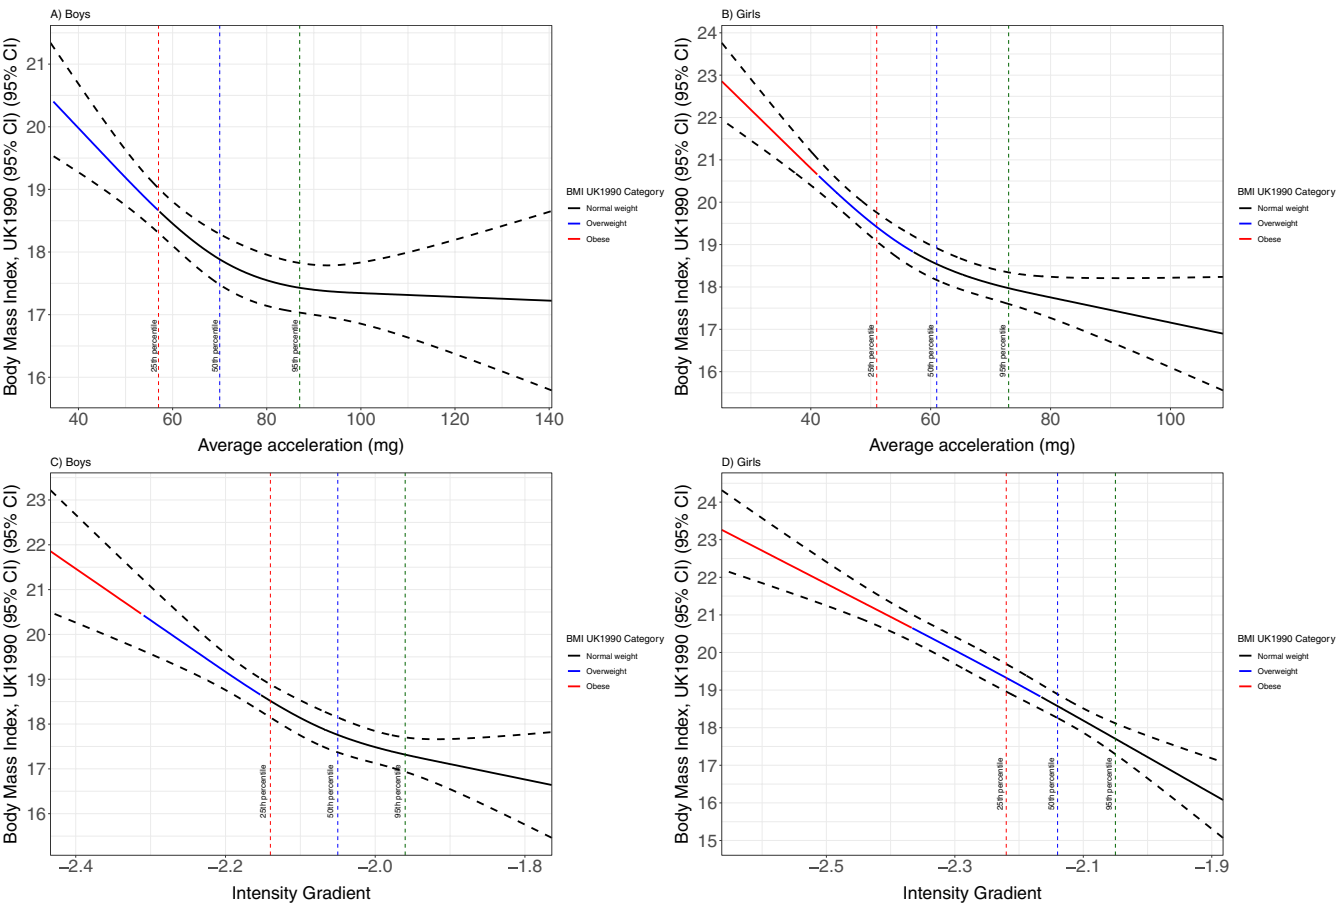 A) Boys
Body Mass Index, UK1990 (95% CI) (95% CI)
21
20
19
18
17
16
25th percentile
50th percentile
95th percentile
40 60 80 100 120 140
Average acceleration (mg)
BMI UK1990 Category
Normal weight
Overweight
Obese
B) Girls
Body Mass Index, UK1990 (95% CI) (95% CI)
24
23
22
21
20
19
18
17
16
25th percentile
50th percentile
95th percentile
40 60 80 100
Average acceleration (mg)
BMI UK1990 Category
Normal weight
Overweight
Obese
C) Boys
Body Mass Index, UK1990 (95% CI) (95% CI)
23
22
21
20
19
18
17
16
25th percentile
50th percentile
95th percentile
−2.4 −2.2 −2.0 −1.8
Intensity Gradient
BMI UK1990 Category
Normal weight
Overweight
Obese
D) Girls
Body Mass Index, UK1990 (95% CI) (95% CI)
24
23
22
21
20
19
18
17
16
15
25th percentile
50th percentile
95th percentile
−2.5 −2.3 −2.1 −1.9
Intensity Gradient
BMI UK1990 Category
Normal weight
Overweight
Obese